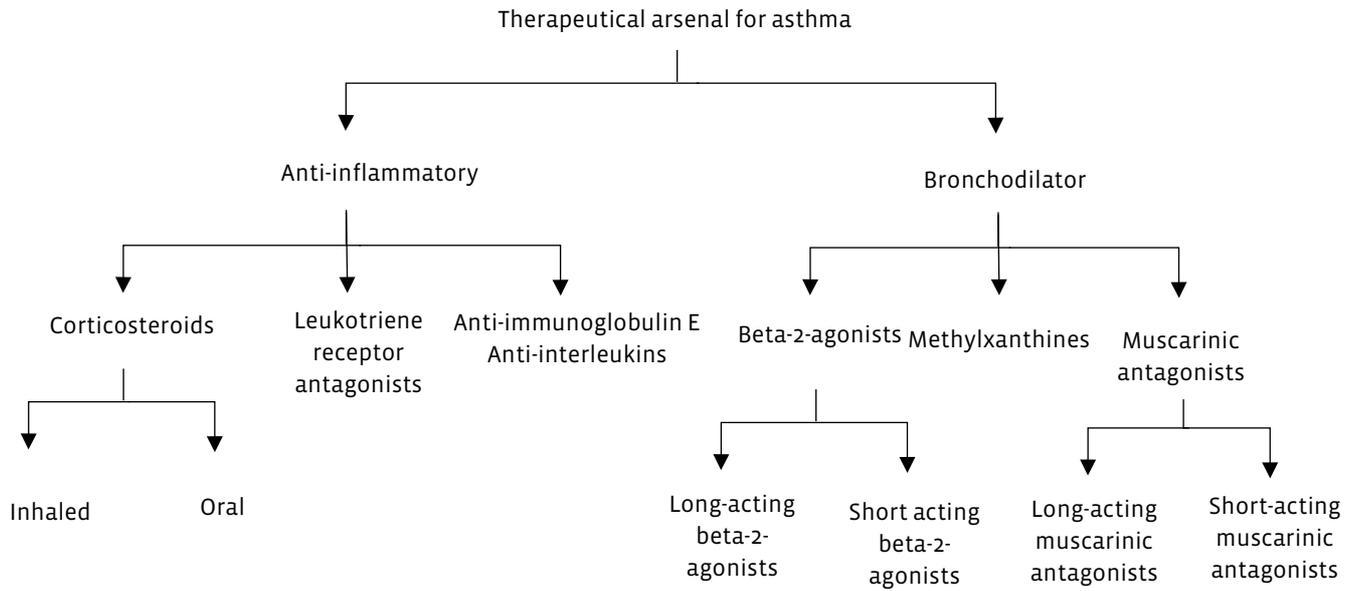 Therapeutical arsenal for asthma
Anti-inflammatory
Bronchodilator
Corticosteroids
Leukotriene
receptor
antagonists
Anti-immunoglobulin E
Anti-interleukins
Beta-2-agonists
Methylxanthines
Muscarinic
antagonists
Inhaled
Oral
Long-acting
beta-2-
agonists
Short acting
beta-2-
agonists
Long-acting
muscarinic
antagonists
Short-acting
muscarinic
antagonists